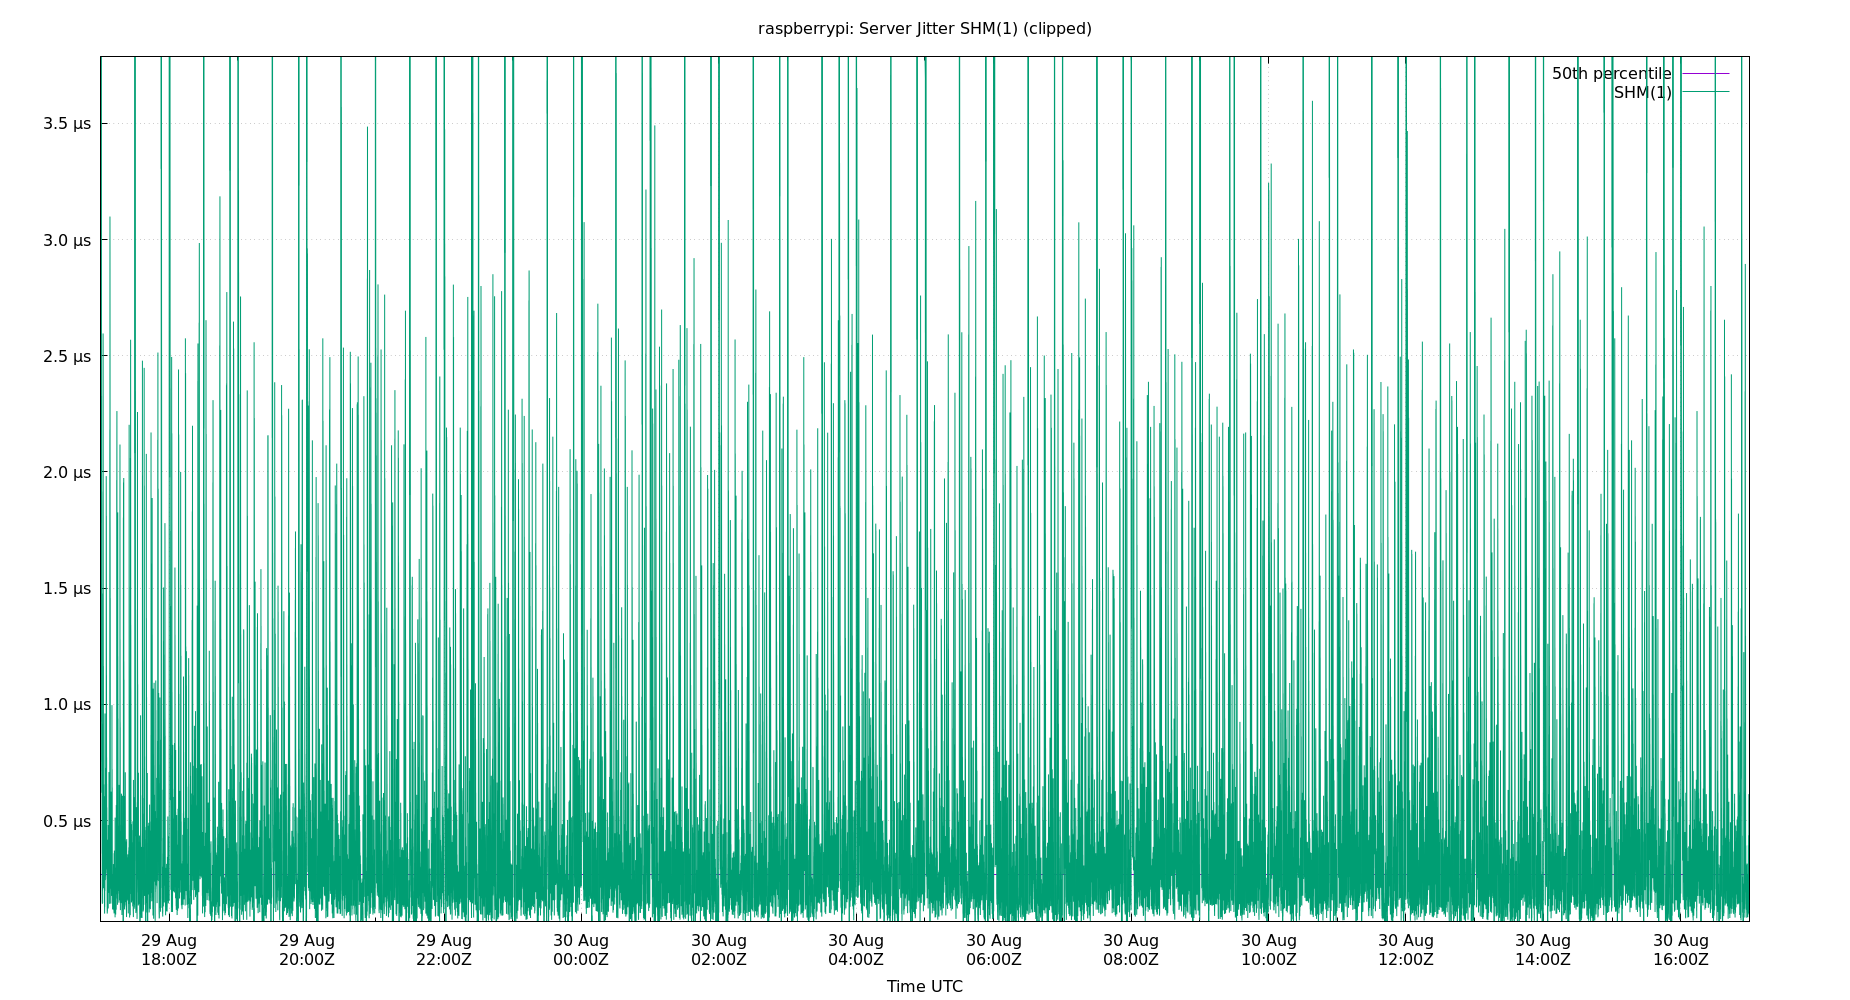 raspberrypi: Server Jitter SHM(1) (clipped)
50th percentile
SHM(1)
3.5 µs
3.0 µs
2.5 µs
2.0 µs
1.5 µs
1.0 µs
0.5 µs
29 Aug 29 Aug 29 Aug 30 Aug 30 Aug 30 Aug 30 Aug 30 Aug 30 Aug 30 Aug 30 Aug 30 Aug
18:00Z 20:00Z 22:00Z 00:00Z 02:00Z 04:00Z 06:00Z 08:00Z 10:00Z 12:00Z 14:00Z 16:00Z
Time UTC